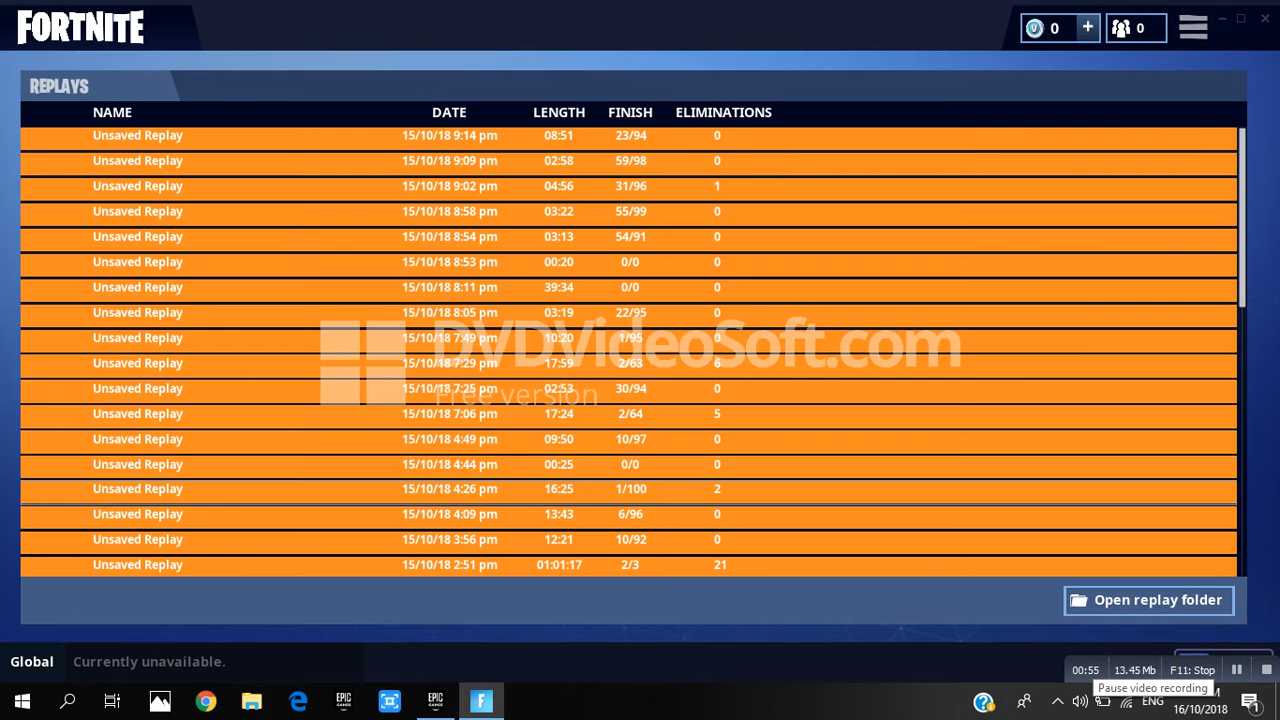 FORTNITE
0 + 0
REPLAYS
NAME DATE LENGTH FINISH ELIMINATIONS
Unsaved Replay 15/10/18 9:14 pm 08:51 23/94 0
Unsaved Replay 15/10/18 9:09 pm 02:58 59/98 0
Unsaved Replay 15/10/18 9:02 pm 04:56 31/96 1
Unsaved Replay 15/10/18 8:58 pm 03:22 55/99 0
Unsaved Replay 15/10/18 8:54 pm 03:13 54/91 0
Unsaved Replay 15/10/18 8:53 pm 00:20 0/0 0
Unsaved Replay 15/10/18 8:11 pm 39:34 0/0 0
Unsaved Replay 15/10/18 8:05 pm 03:19 22/95 0
Unsaved Replay 15/10/18 7:49 pm 10:20 1/95 0
DVDVideoSoft.com
Unsaved Replay 15/10/18 7:29 pm 17:59 2/63 6
Unsaved Replay 15/10/18 7:25 pm 02:53 30/94 0
Free version
Unsaved Replay 15/10/18 7:06 pm 17:24 2/64 5
Unsaved Replay 15/10/18 4:49 pm 09:50 10/97 0
Unsaved Replay 15/10/18 4:44 pm 00:25 0/0 0
Unsaved Replay 15/10/18 4:26 pm 16:25 1/100 2
Unsaved Replay 15/10/18 4:09 pm 13:43 6/96 0
Unsaved Replay 15/10/18 3:56 pm 12:21 10/92 0
Unsaved Replay 15/10/18 2:51 pm 01:01:17 2/3 21
Open replay folder
Global Currently unavailable.
00:55 13.45 Mb F11: Stop
Pause video recording
EPIC GAMES EPIC GAMES F ENG
16/10/2018 1